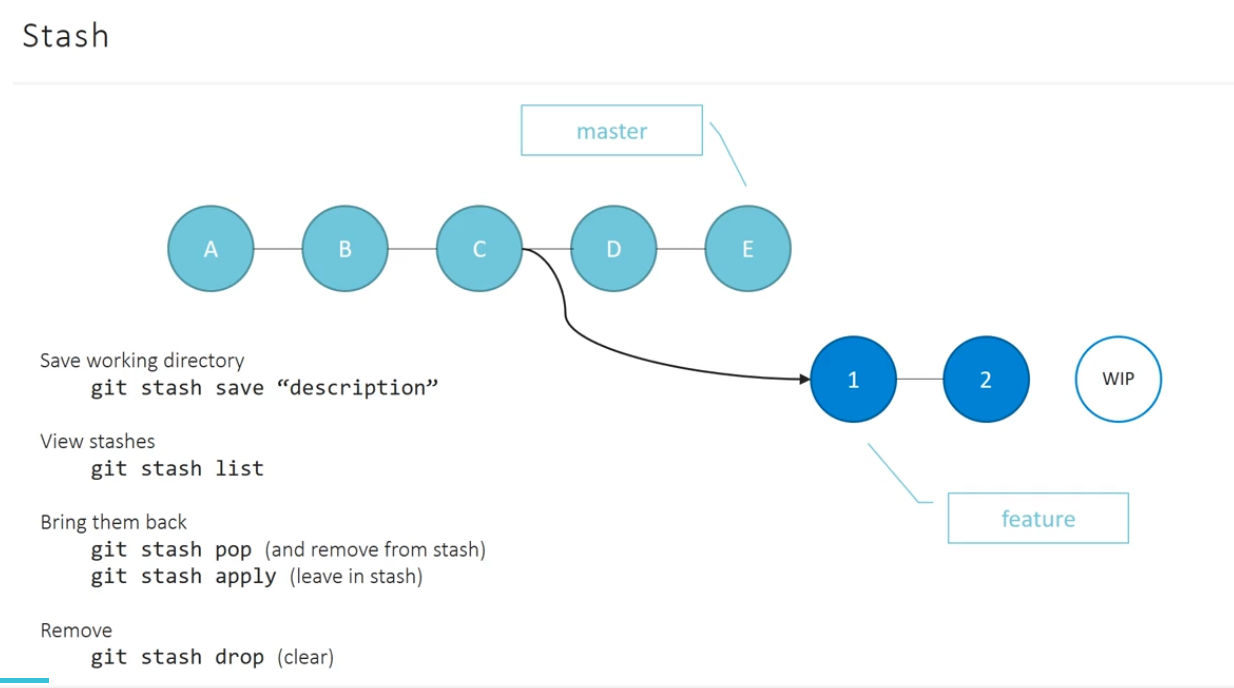 Stash
master
A B C D E
Save working directory
git stash save “description”
1 2 WIP
View stashes
git stash list
feature
Bring them back
git stash pop (and remove from stash)
git stash apply (leave in stash)
Remove
git stash drop (clear)